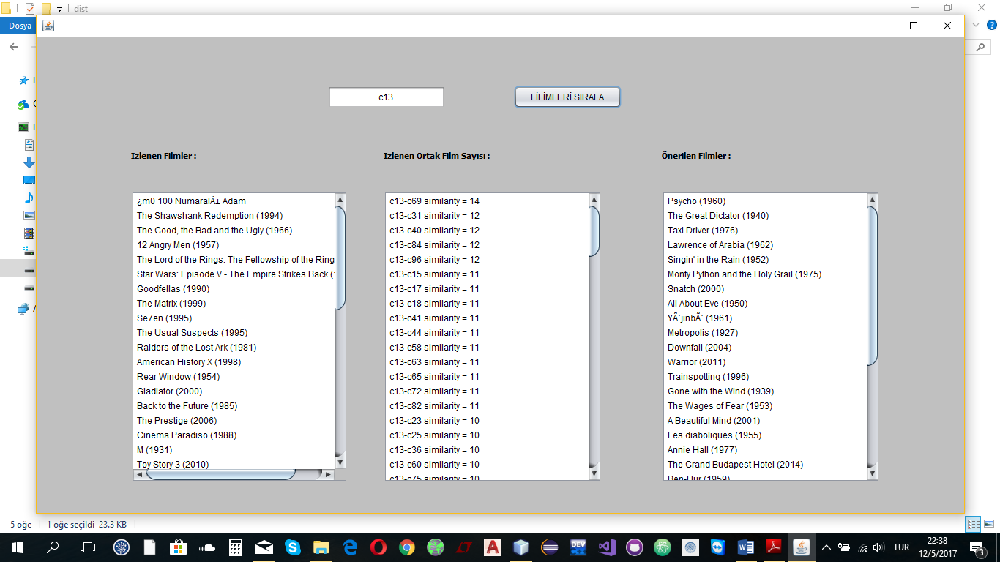 dist
Dosya
c13
FİLİMLERİ SIRALA
Izlenen Filmler :
¿m0 100 NumaralÄ± Adam
The Shawshank Redemption (1994)
The Good, the Bad and the Ugly (1966)
12 Angry Men (1957)
The Lord of the Rings: The Fellowship of the Ring
Star Wars: Episode V - The Empire Strikes Back (
Goodfellas (1990)
The Matrix (1999)
Se7en (1995)
The Usual Suspects (1995)
Raiders of the Lost Ark (1981)
American History X (1998)
Rear Window (1954)
Gladiator (2000)
Back to the Future (1985)
The Prestige (2006)
Cinema Paradiso (1988)
M (1931)
Toy Story 3 (2010)
Izlenen Ortak Film Sayısı :
c13-c69 similarity = 14
c13-c31 similarity = 12
c13-c40 similarity = 12
c13-c84 similarity = 12
c13-c96 similarity = 12
c13-c15 similarity = 11
c13-c17 similarity = 11
c13-c18 similarity = 11
c13-c41 similarity = 11
c13-c44 similarity = 11
c13-c58 similarity = 11
c13-c63 similarity = 11
c13-c65 similarity = 11
c13-c72 similarity = 11
c13-c82 similarity = 11
c13-c23 similarity = 10
c13-c25 similarity = 10
c13-c36 similarity = 10
c13-c60 similarity = 10
c13-c75 similarity = 10
Önerilen Filmler :
Psycho (1960)
The Great Dictator (1940)
Taxi Driver (1976)
Lawrence of Arabia (1962)
Singin' in the Rain (1952)
Monty Python and the Holy Grail (1975)
Snatch (2000)
All About Eve (1950)
YÃ´jinbÃ´ (1961)
Metropolis (1927)
Downfall (2004)
Warrior (2011)
Trainspotting (1996)
Gone with the Wind (1939)
The Wages of Fear (1953)
A Beautiful Mind (2001)
Les diaboliques (1955)
Annie Hall (1977)
The Grand Budapest Hotel (2014)
Ben-Hur (1959)
5 öğe 1 öğe seçildi 23.3 KB
DEV
TUR
22:38
12/5/2017
3